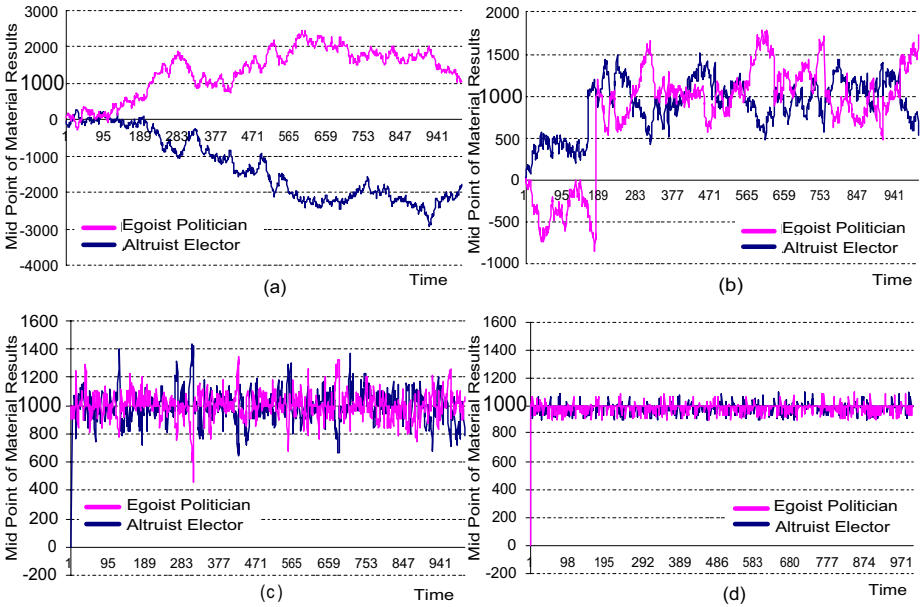 Mid Point of Material Results
3000
2000
1000
0
-1000
-2000
-3000
-4000
1 95 189 283 377 471 565 659 753 847 941
Egoist Politician
Altruist Elector
Time
(a)
Mid Point of Material Results
2000
1500
1000
500
0
-500
-1000
1 95 189 283 377 471 565 659 753 847 941
Egoist Politician
Altruist Elector
Time
(b)
Mid Point of Material Results
1600
1400
1200
1000
800
600
400
200
0
-200
1 95 189 283 377 471 565 659 753 847 941
Egoist Politician
Altruist Elector
Time
(c)
Mid Point of Material Results
1600
1400
1200
1000
800
600
400
200
0
-200
1 98 195 292 389 486 583 680 777 874 971
Egoist Politician
Altruist Elector
Time
(d)